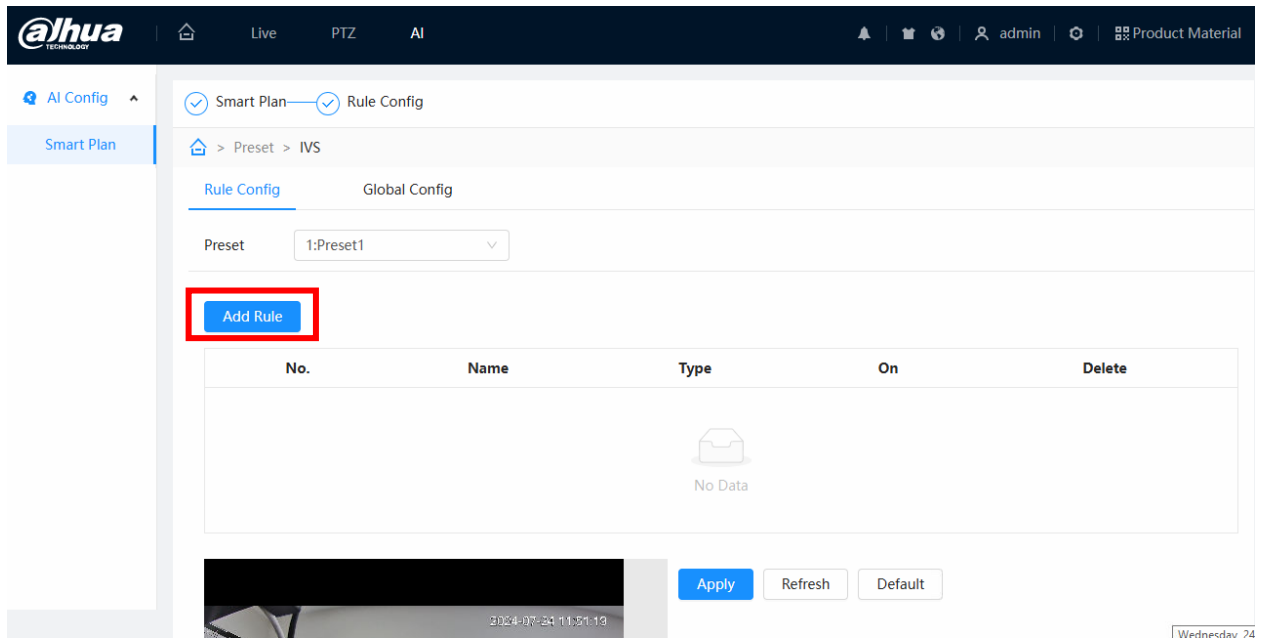 alhua
TECHNOLOGY
Live PTZ AI admin Product Material
AI Config
Smart Plan
Smart Plan Rule Config
> Preset > IVS
Rule Config Global Config
Preset 1:Preset1
Add Rule
No. Name Type On Delete
No Data
Apply Refresh Default
2024-07-24 11:51:13
Wednesday, 24